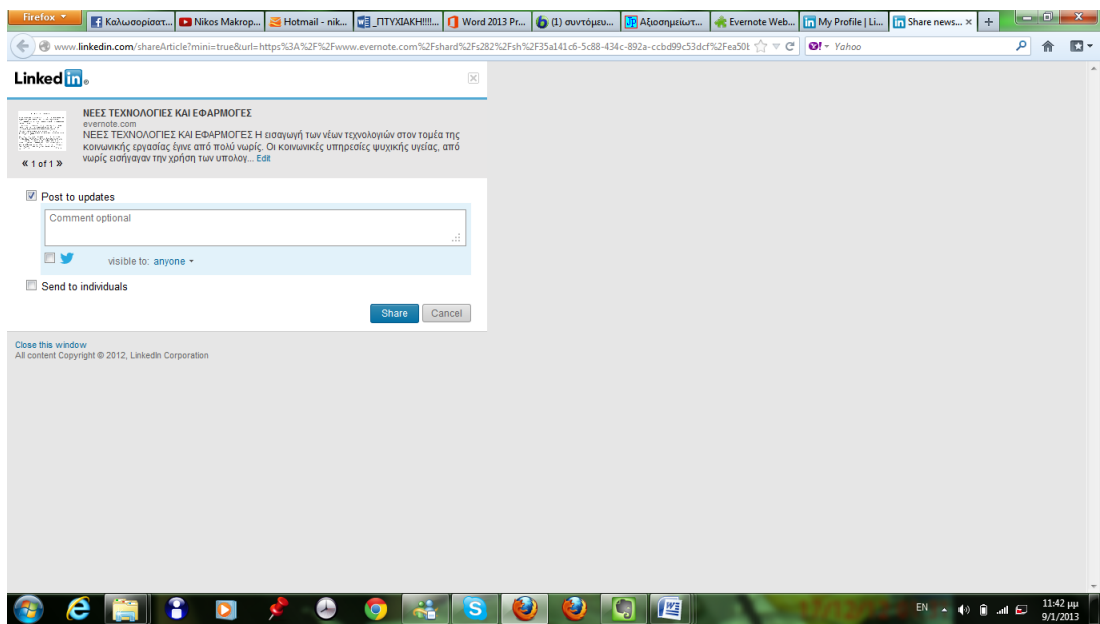 Firefox
Καλωσορίσατ...
Nikos Makrop...
Hotmail - nik...
_ΠΤΥΧΙΑΚΗ!!!!...
Word 2013 Pr...
(1) συντόμευ...
Αξιοσημείωτ...
Evernote Web...
My Profile | Li...
Share news...
www.linkedin.com/shareArticle?mini=true&url=https%3A%2F%2Fwww.evernote.com%2Fshard%2Fs282%2Fsh%2F35a141c6-5c88-434c-892a-ccbd99c53dcf%2Fea50b
Yahoo
Linked in®
ΝΕΕΣ ΤΕΧΝΟΛΟΓΙΕΣ ΚΑΙ ΕΦΑΡΜΟΓΕΣ
evernote.com
ΝΕΕΣ ΤΕΧΝΟΛΟΓΙΕΣ ΚΑΙ ΕΦΑΡΜΟΓΕΣ Η εισαγωγή των νέων τεχνολογιών στον τομέα της
κοινωνικής εργασίας έγινε από πολύ νωρίς. Οι κοινωνικές υπηρεσίες ψυχικής υγείας, από
νωρίς εισήγαγαν την χρήση των υπολογ... Edit
« 1 of 1 »
Post to updates
Comment optional
visible to: anyone
Send to individuals
Share Cancel
Close this window
All content Copyright © 2012, LinkedIn Corporation
EN
11:42 μμ
9/1/2013